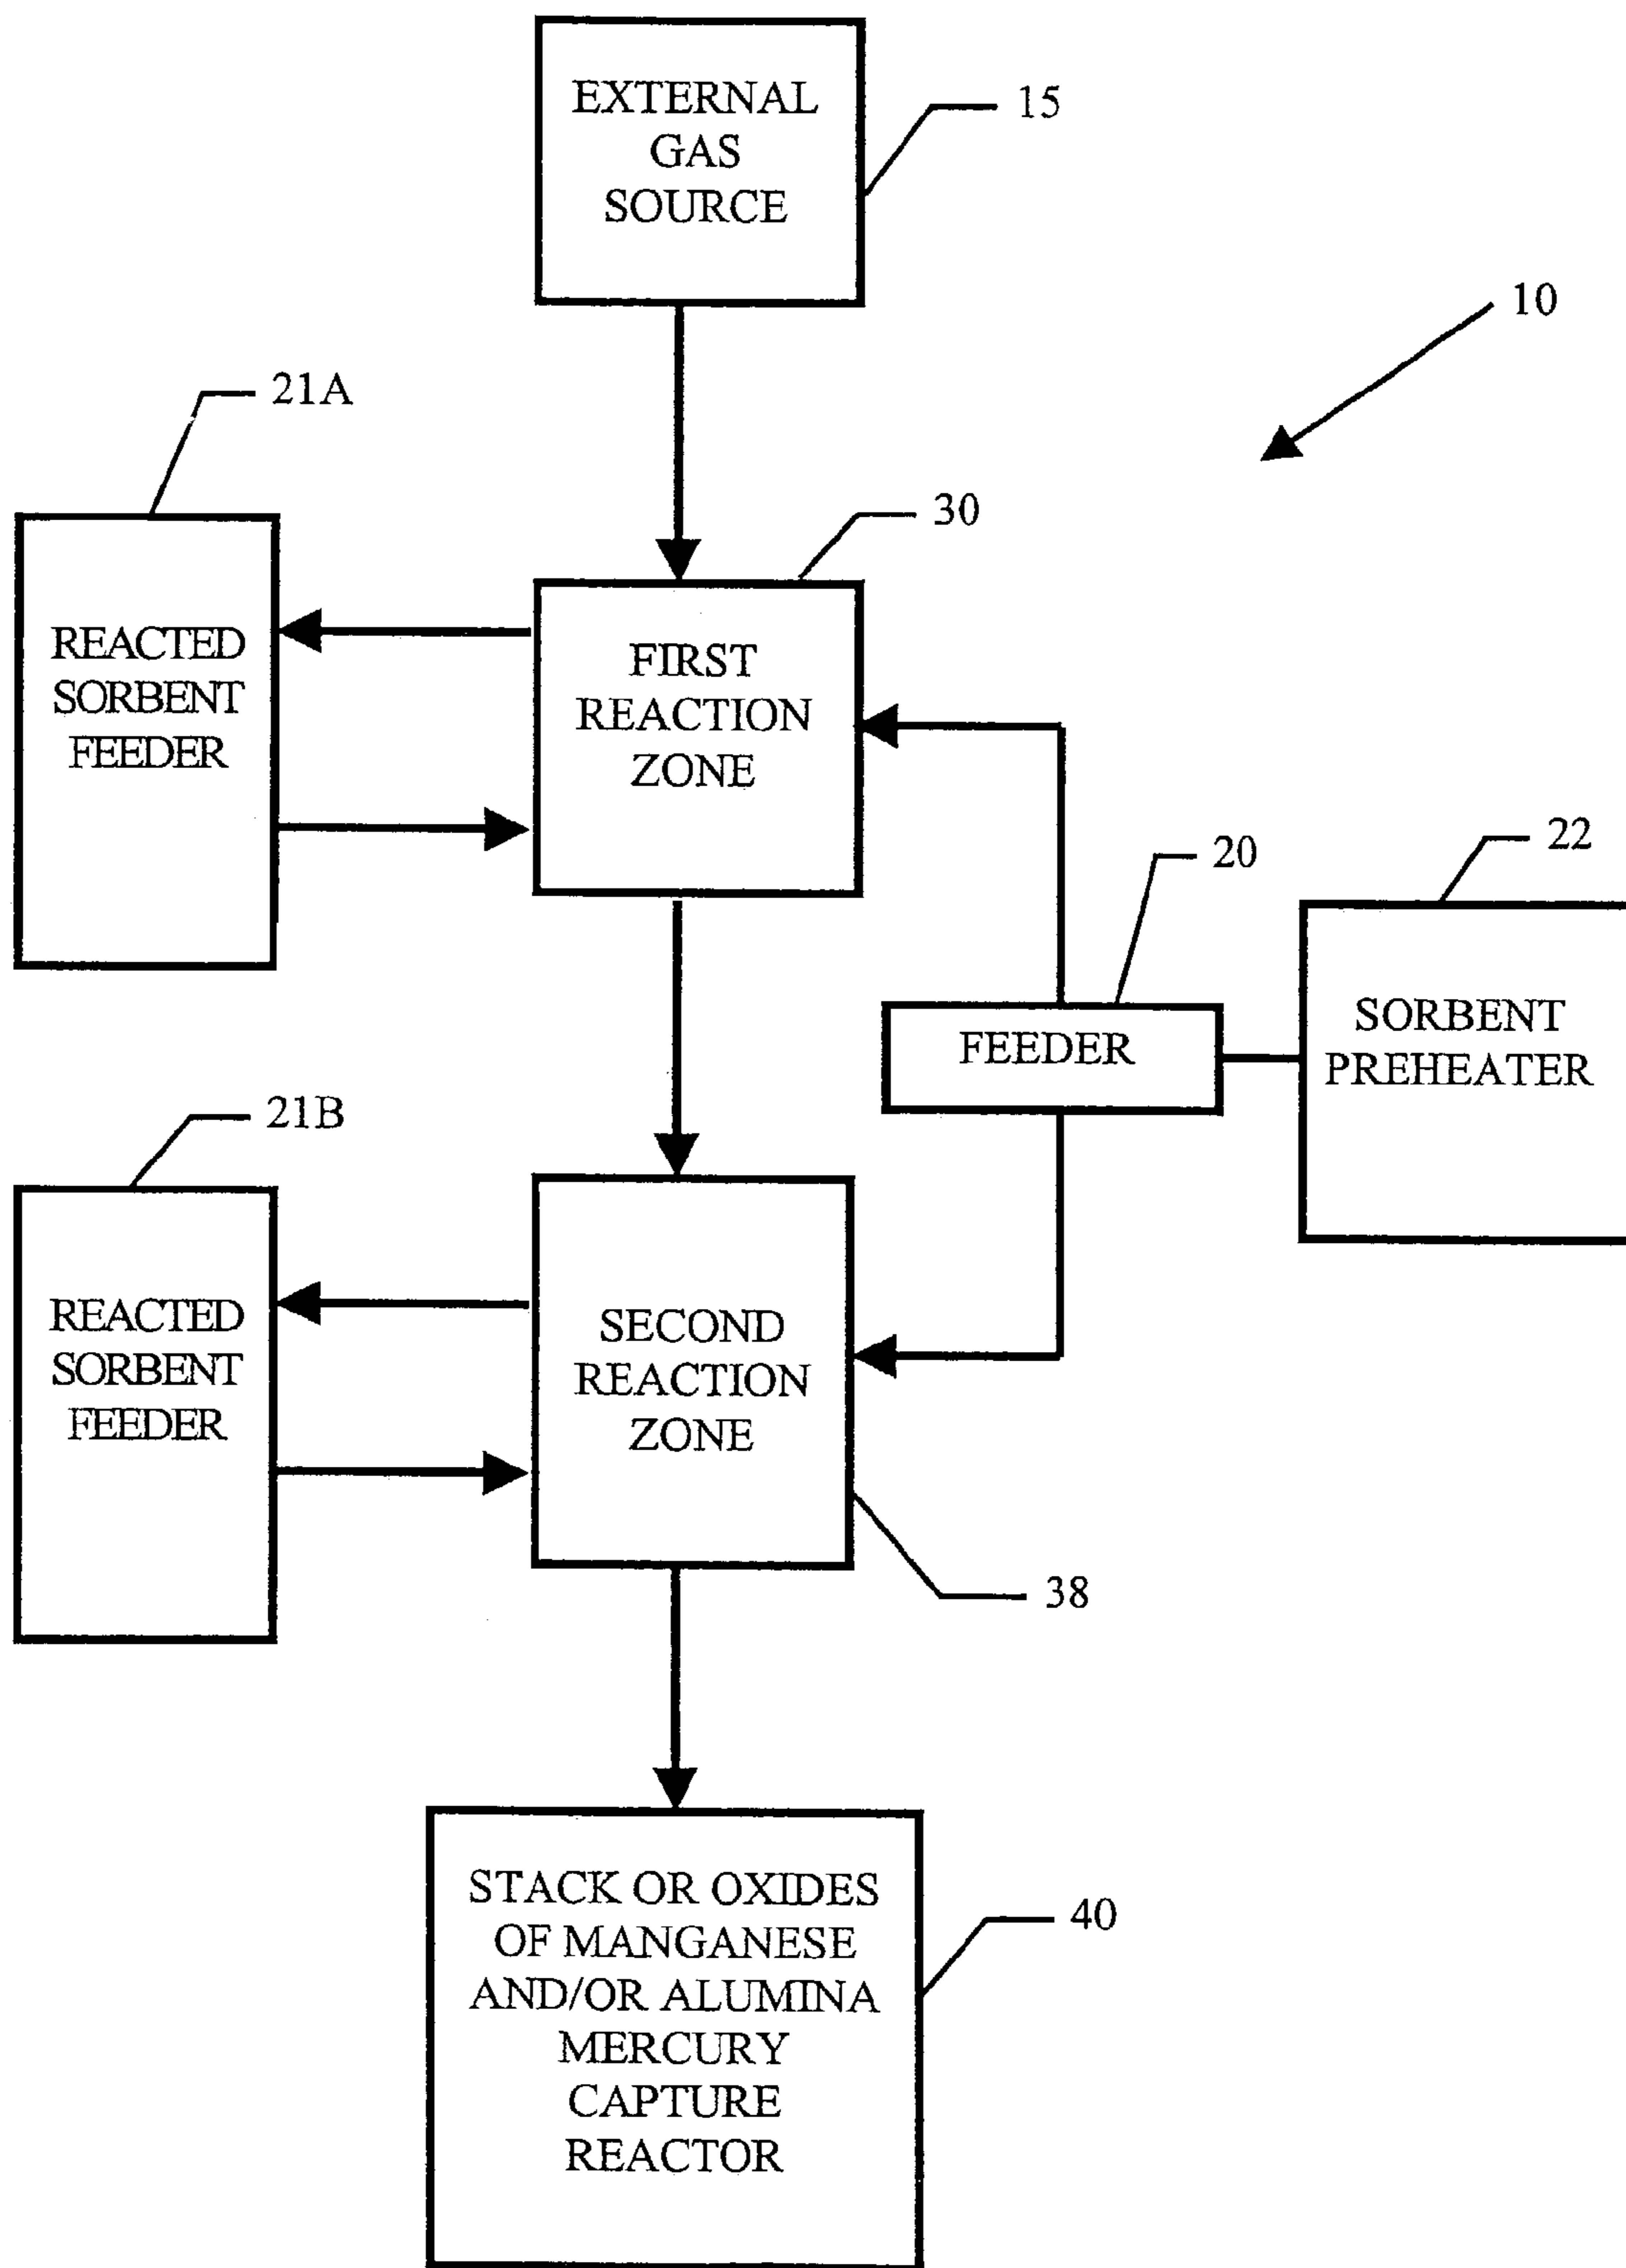 EXTERNAL
GAS
SOURCE
15
10
21A
30
REACTED
SORBENT
FEEDER
FIRST
REACTION
ZONE
20
22
FEEDER
SORBENT
PREHEATER
21B
REACTED
SORBENT
FEEDER
SECOND
REACTION
ZONE
38
STACK OR OXIDES
OF MANGANESE
AND/OR ALUMINA
MERCURY
CAPTURE
REACTOR
40